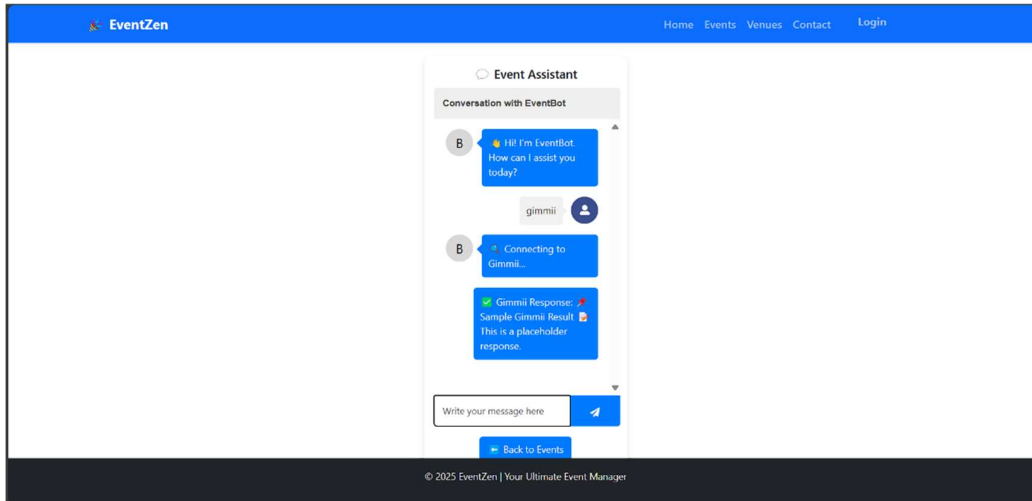 🎉 EventZen
Home Events Venues Contact Login
💬 Event Assistant
Conversation with EventBot
B
👋 Hi! I'm EventBot.
How can I assist you
today?
gimmii
B
Connecting to
Gimmii...
✅ Gimmii Response: 📌
Sample Gimmii Result 📝
This is a placeholder
response.
Write your message here
⬅ Back to Events
© 2025 EventZen | Your Ultimate Event Manager